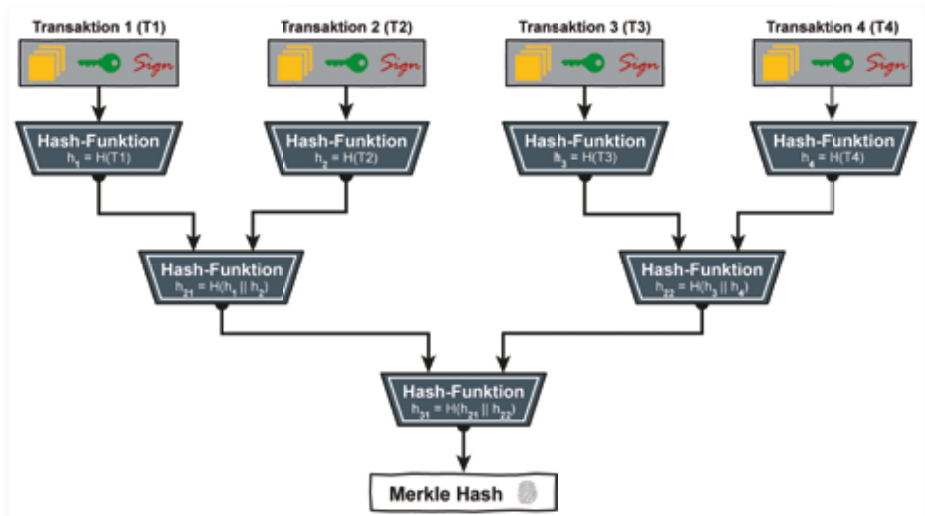 Transaktion 1 (T1)
Transaktion 2 (T2)
Transaktion 3 (T3)
Transaktion 4 (T4)
Sign
Sign
Sign
Sign
Hash-Funktion
h₁ = H(T1)
Hash-Funktion
h₂ = H(T2)
Hash-Funktion
h₃ = H(T3)
Hash-Funktion
h₄ = H(T4)
Hash-Funktion
h₂₁ = H(h₁ || h₂)
Hash-Funktion
h₂₂ = H(h₃ || h₄)
Hash-Funktion
h₃₁ = H(h₂₁ || h₂₂)
Merkle Hash